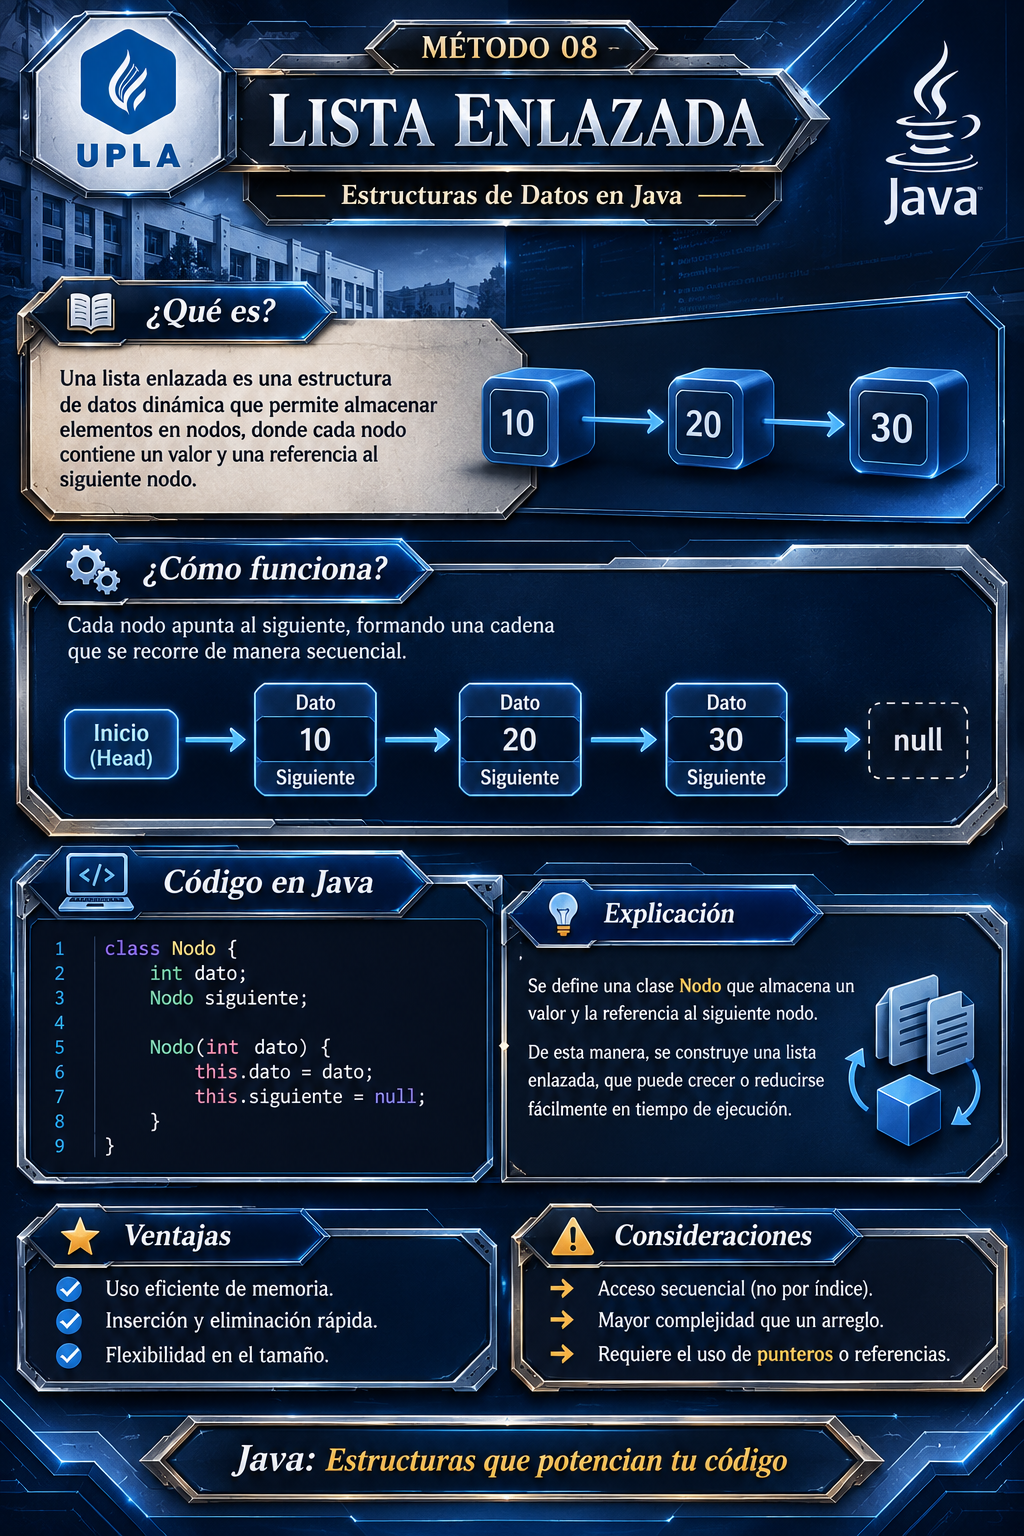 MÉTODO 08 -
LISTA ENLAZADA
Estructuras de Datos en Java
UPLA
Java™
¿Qué es?
Una lista enlazada es una estructura
de datos dinámica que permite almacenar
elementos en nodos, donde cada nodo
contiene un valor y una referencia al
siguiente nodo.
10
20
30
¿Cómo funciona?
Cada nodo apunta al siguiente, formando una cadena
que se recorre de manera secuencial.
Inicio
(Head)
Dato
10
Siguiente
Dato
20
Siguiente
Dato
30
Siguiente
null
</> Código en Java
1 class Nodo {
2     int dato;
3     Nodo siguiente;
4
5     Nodo(int dato) {
6         this.dato = dato;
7         this.siguiente = null;
8     }
9 }
Explicación
Se define una clase Nodo que almacena un
valor y la referencia al siguiente nodo.
De esta manera, se construye una lista
enlazada, que puede crecer o reducirse
fácilmente en tiempo de ejecución.
Ventajas
Uso eficiente de memoria.
Inserción y eliminación rápida.
Flexibilidad en el tamaño.
Consideraciones
Acceso secuencial (no por índice).
Mayor complejidad que un arreglo.
Requiere el uso de punteros o referencias.
Java: Estructuras que potencian tu código